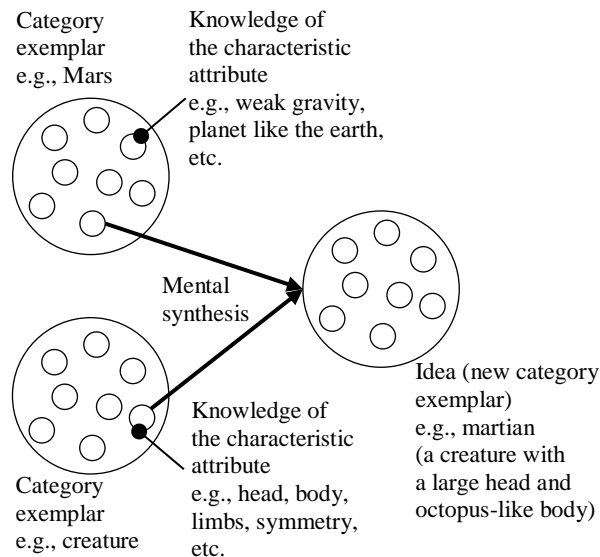 Category
exemplar
e.g., Mars
Knowledge of
the characteristic
attribute
e.g., weak gravity,
planet like the earth,
etc.
Mental
synthesis
Idea (new category
exemplar)
e.g., martian
(a creature with
a large head and
octopus-like body)
Knowledge of
the characteristic
attribute
e.g., head, body,
limbs, symmetry,
etc.
Category
exemplar
e.g., creature